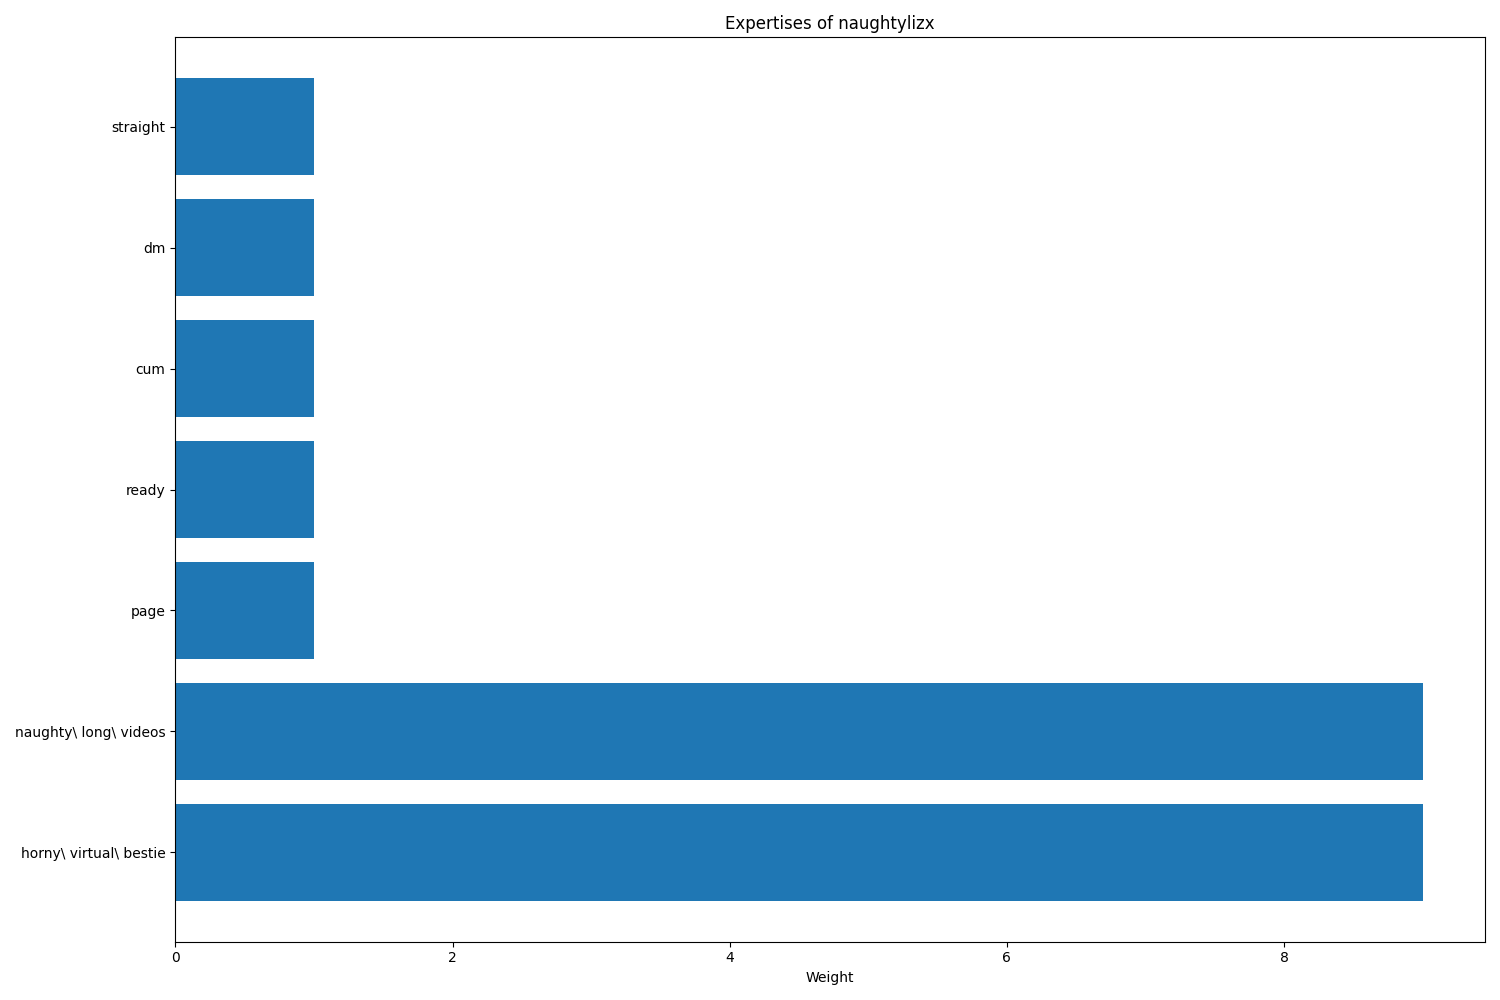 Expertises of naughtylizx
straight
dm
cum
ready
page
naughty\ long\ videos
horny\ virtual\ bestie
0 2 4 6 8
Weight